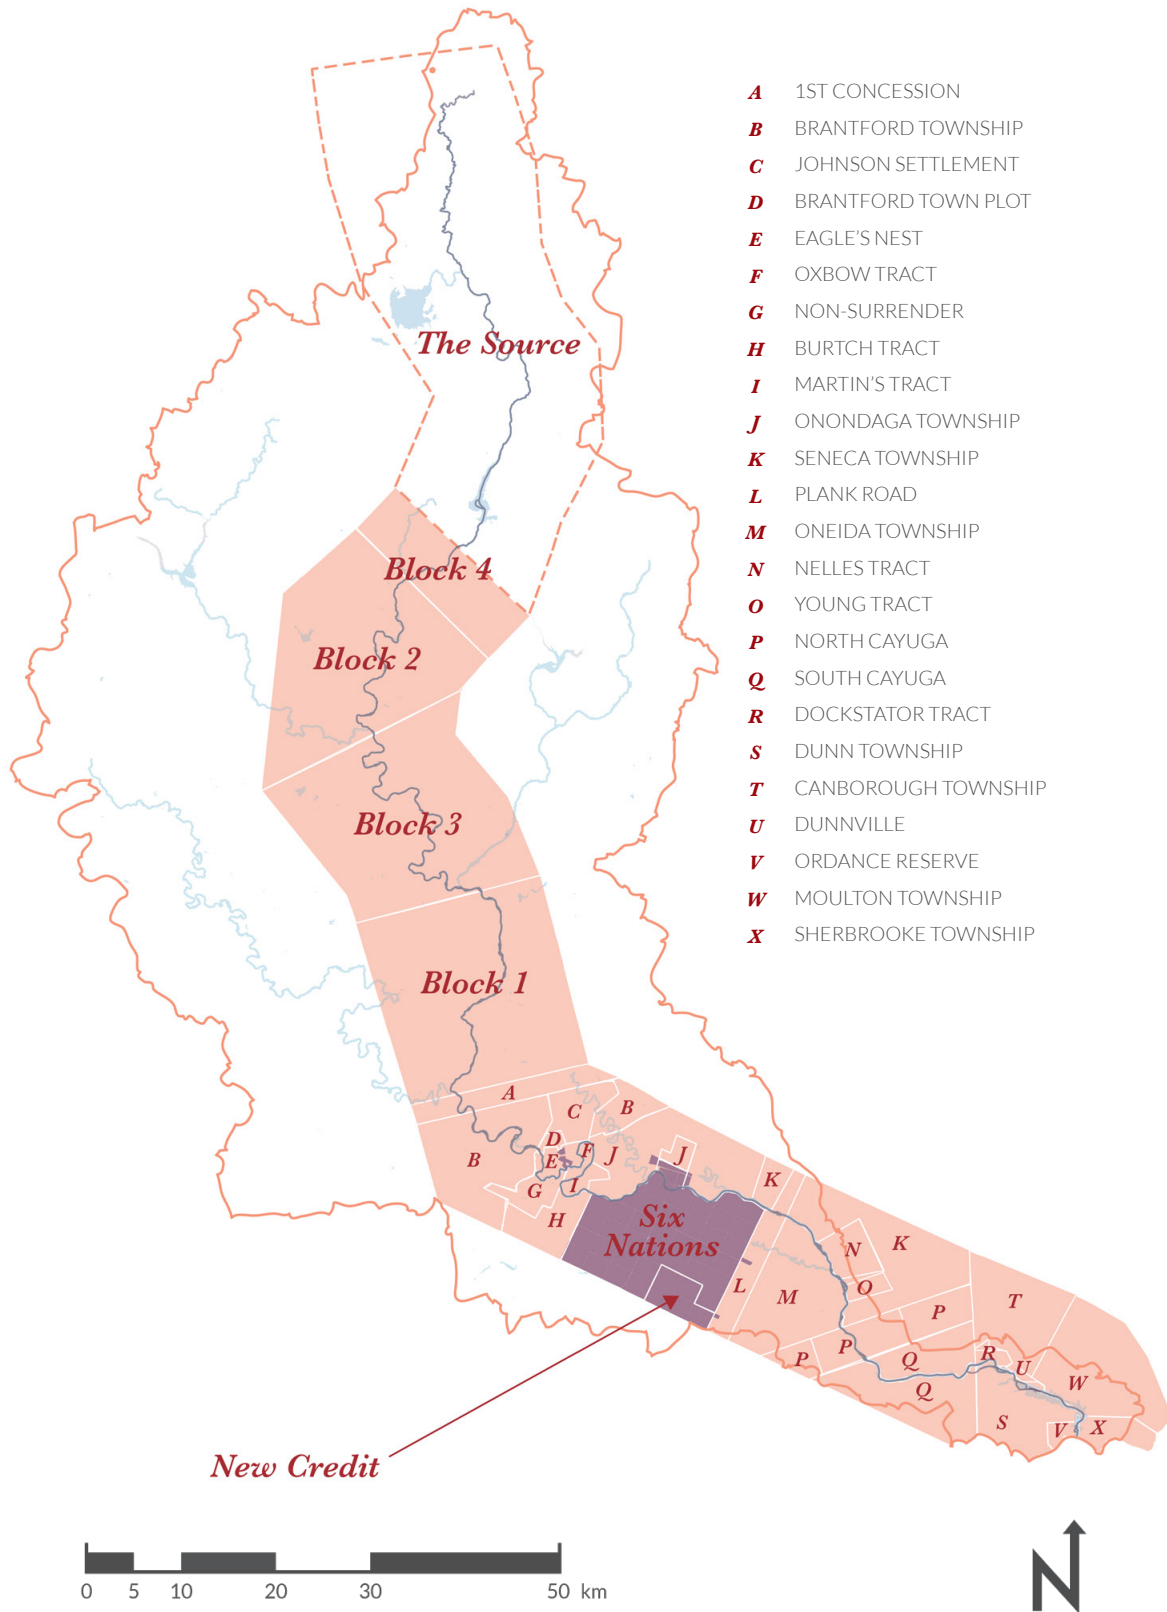 A 1ST CONCESSION
B BRANTFORD TOWNSHIP
C JOHNSON SETTLEMENT
D BRANTFORD TOWN PLOT
E EAGLE'S NEST
F OXBOW TRACT
G NON-SURRENDER
H BURTCH TRACT
I MARTIN'S TRACT
J ONONDAGA TOWNSHIP
K SENECA TOWNSHIP
L PLANK ROAD
M ONEIDA TOWNSHIP
N NELLES TRACT
O YOUNG TRACT
P NORTH CAYUGA
Q SOUTH CAYUGA
R DOCKSTATOR TRACT
S DUNN TOWNSHIP
T CANBOROUGH TOWNSHIP
U DUNNVILLE
V ORDANCE RESERVE
W MOULTON TOWNSHIP
X SHERBROOKE TOWNSHIP
The Source
Block 4
Block 2
Block 3
Block 1
A
C
B
D
F
J
J
B
E
G
I
K
H
Six
Nations
N
K
L
M
O
P
T
P
P
Q
R
U
W
Q
S
V
X
New Credit
0 5 10 20 30 50 km
N